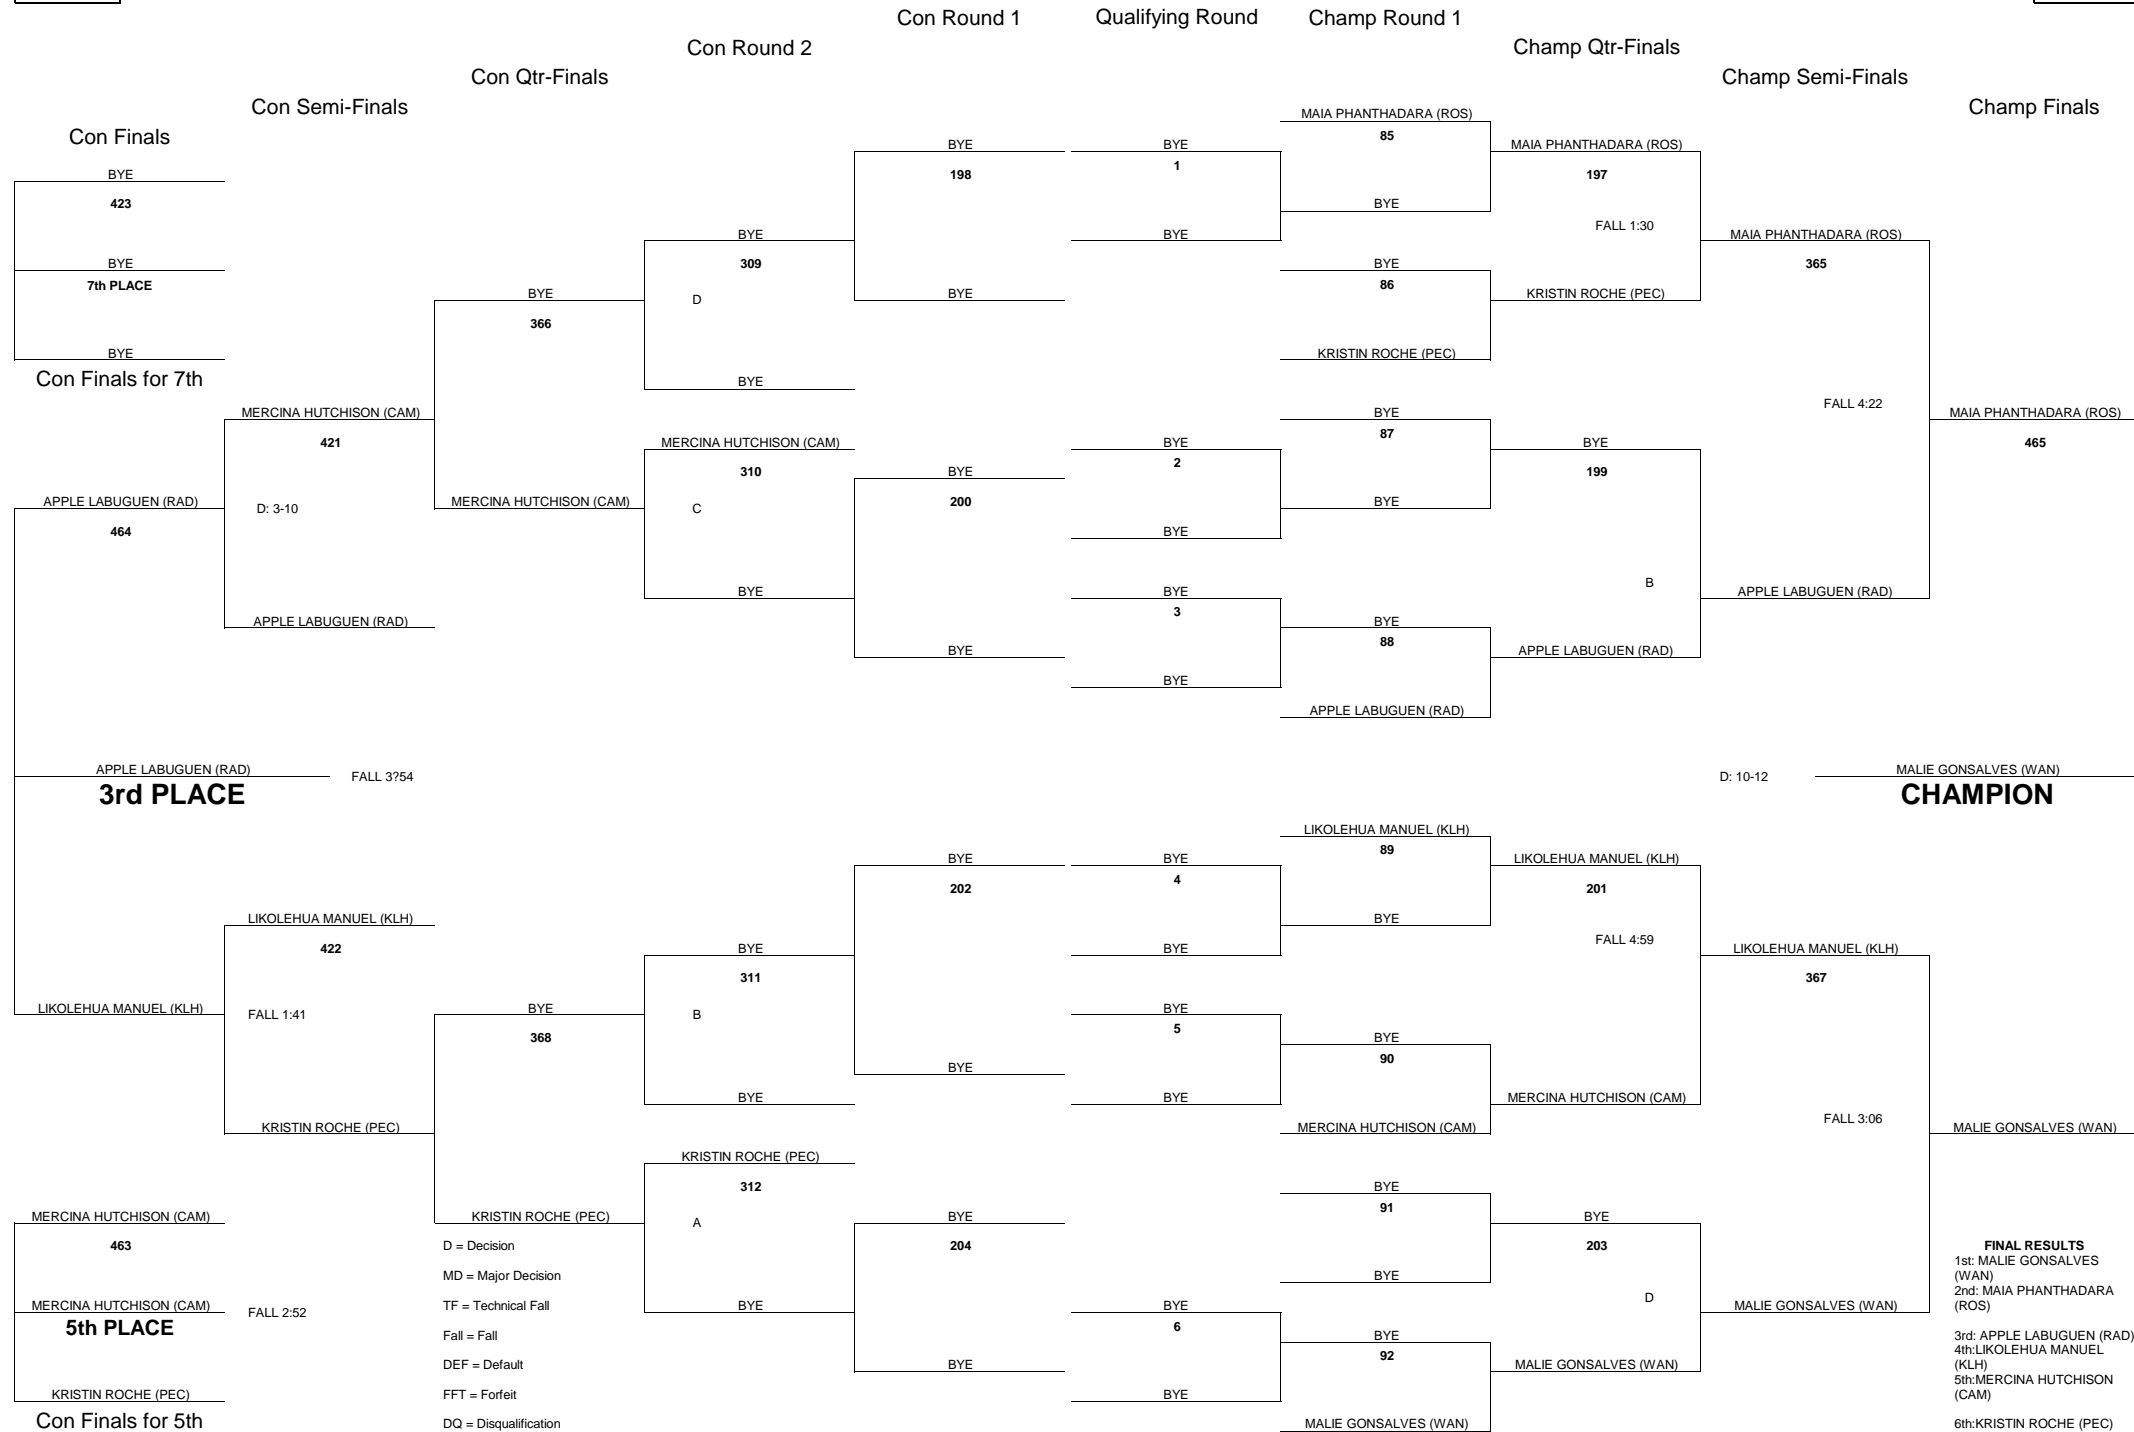 Con Round 1
Qualifying Round
Champ Round 1
Con Round 2
Champ Qtr-Finals
Con Qtr-Finals
Champ Semi-Finals
Con Semi-Finals
Champ Finals
Con Finals
BYE
423
BYE
7th PLACE
BYE
Con Finals for 7th
APPLE LABUGUEN (RAD)
464
APPLE LABUGUEN (RAD)
FALL 3?54
3rd PLACE
LIKOLEHUA MANUEL (KLH)
MERCINA HUTCHISON (CAM)
463
MERCINA HUTCHISON (CAM)
FALL 2:52
5th PLACE
KRISTIN ROCHE (PEC)
Con Finals for 5th
MERCINA HUTCHISON (CAM)
421
D: 3-10
APPLE LABUGUEN (RAD)
LIKOLEHUA MANUEL (KLH)
422
FALL 1:41
KRISTIN ROCHE (PEC)
BYE
366
MERCINA HUTCHISON (CAM)
BYE
368
KRISTIN ROCHE (PEC)
D = Decision
MD = Major Decision
TF = Technical Fall
Fall = Fall
DEF = Default
FFT = Forfeit
DQ = Disqualification
BYE
309
D
BYE
MERCINA HUTCHISON (CAM)
310
C
BYE
BYE
311
B
BYE
KRISTIN ROCHE (PEC)
312
A
BYE
BYE
198
BYE
BYE
200
BYE
BYE
202
BYE
BYE
204
BYE
BYE
1
BYE
BYE
2
BYE
BYE
3
BYE
BYE
4
BYE
BYE
5
BYE
BYE
6
BYE
MAIA PHANTHADARA (ROS)
85
BYE
BYE
86
KRISTIN ROCHE (PEC)
BYE
87
BYE
BYE
88
APPLE LABUGUEN (RAD)
LIKOLEHUA MANUEL (KLH)
89
BYE
BYE
90
MERCINA HUTCHISON (CAM)
BYE
91
BYE
BYE
92
MALIE GONSALVES (WAN)
MAIA PHANTHADARA (ROS)
197
FALL 1:30
KRISTIN ROCHE (PEC)
BYE
199
B
APPLE LABUGUEN (RAD)
LIKOLEHUA MANUEL (KLH)
201
FALL 4:59
MERCINA HUTCHISON (CAM)
BYE
203
D
MALIE GONSALVES (WAN)
MAIA PHANTHADARA (ROS)
365
FALL 4:22
APPLE LABUGUEN (RAD)
LIKOLEHUA MANUEL (KLH)
367
FALL 3:06
MALIE GONSALVES (WAN)
MAIA PHANTHADARA (ROS)
465
D: 10-12
MALIE GONSALVES (WAN)
CHAMPION
MALIE GONSALVES (WAN)
FINAL RESULTS
1st: MALIE GONSALVES
(WAN)
2nd: MAIA PHANTHADARA
(ROS)
3rd: APPLE LABUGUEN (RAD)
4th:LIKOLEHUA MANUEL
(KLH)
5th:MERCINA HUTCHISON
(CAM)
6th:KRISTIN ROCHE (PEC)